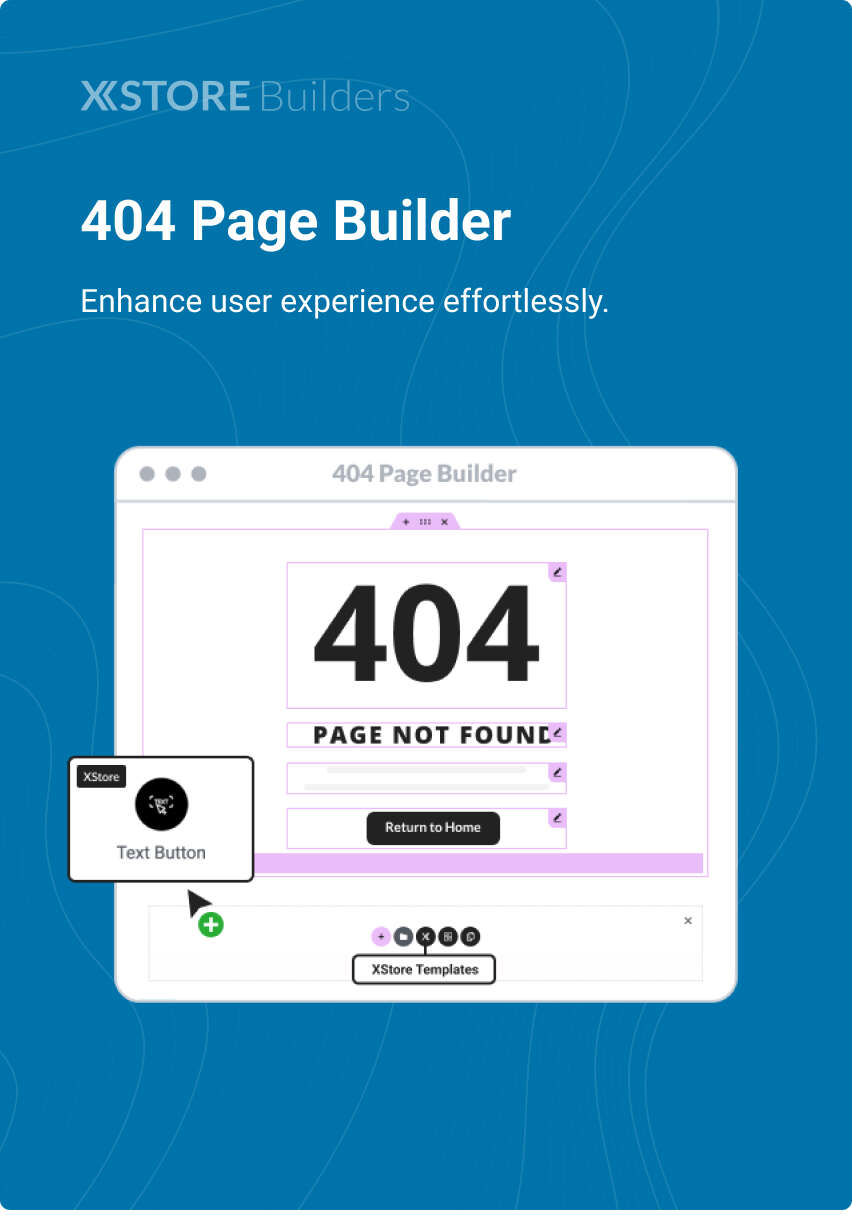 XSTORE Builders
404 Page Builder
Enhance user experience effortlessly.
404 Page Builder
404
PAGE NOT FOUND
XStore
TEXT
Text Button
Return to Home
XStore Templates